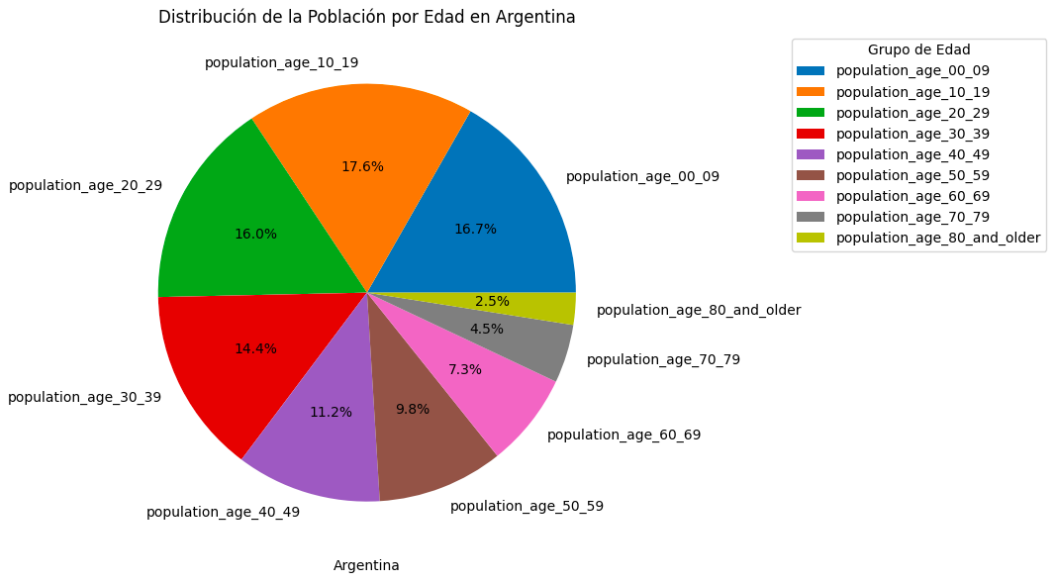 Distribución de la Población por Edad en Argentina
Grupo de Edad
population_age_00_09
population_age_10_19
population_age_20_29
population_age_30_39
population_age_40_49
population_age_50_59
population_age_60_69
population_age_70_79
population_age_80_and_older
population_age_10_19
population_age_00_09
population_age_20_29
population_age_30_39
population_age_40_49
population_age_50_59
population_age_60_69
population_age_70_79
population_age_80_and_older
17.6%
16.7%
16.0%
14.4%
11.2%
9.8%
7.3%
4.5%
2.5%
Argentina